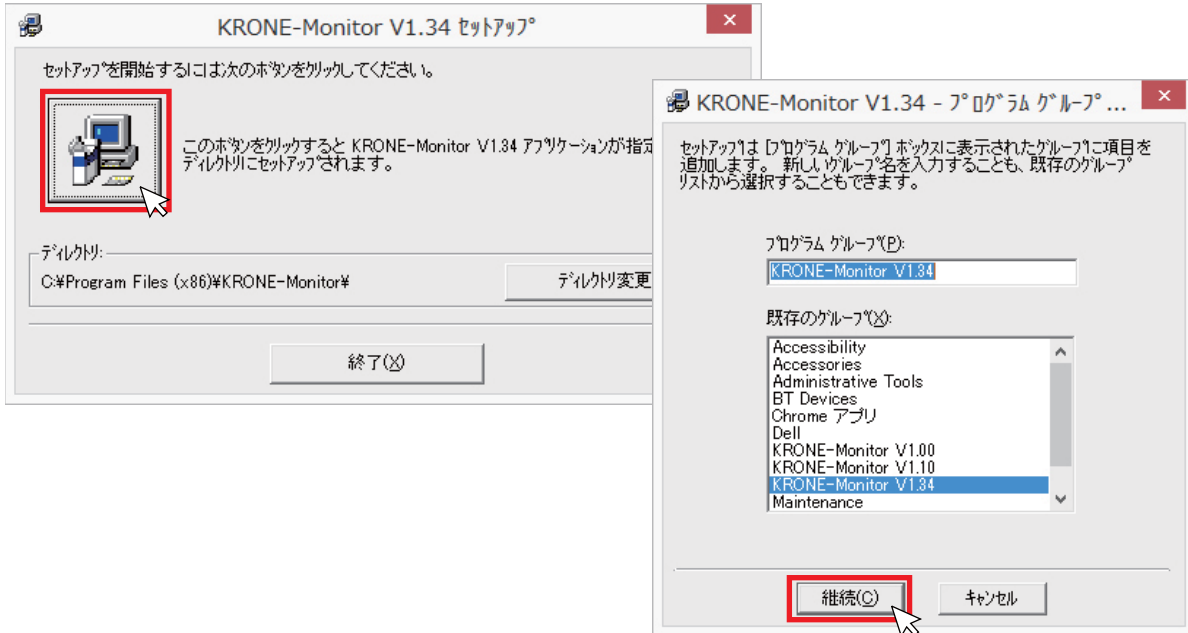 KRONE-Monitor V1.34 ｾｯﾄｱｯﾌﾟ
ｾｯﾄｱｯﾌﾟを開始するには次のﾎﾞﾀﾝをｸﾘｯｸしてください。
このﾎﾞﾀﾝをｸﾘｯｸすると KRONE-Monitor V1.34 ｱﾌﾟﾘｹｰｼｮﾝが指定
ﾃﾞｨﾚｸﾄﾘにｾｯﾄｱｯﾌﾟされます。
ﾃﾞｨﾚｸﾄﾘ:
C:¥Program Files (x86)¥KRONE-Monitor¥
ﾃﾞｨﾚｸﾄﾘ変更
終了(X)
KRONE-Monitor V1.34 - ﾌﾟﾛｸﾞﾗﾑ ｸﾞﾙｰﾌﾟ...
ｾｯﾄｱｯﾌﾟは [ﾌﾟﾛｸﾞﾗﾑ ｸﾞﾙｰﾌﾟ] ﾎﾞｯｸｽに表示されたｸﾞﾙｰﾌﾟに項目を
追加します。 新しいｸﾞﾙｰﾌﾟ名を入力することも、既存のｸﾞﾙｰﾌﾟ
ﾘｽﾄから選択することもできます。
ﾌﾟﾛｸﾞﾗﾑ ｸﾞﾙｰﾌﾟ(P):
KRONE-Monitor V1.34
既存のｸﾞﾙｰﾌﾟ(X):
Accessibility
Accessories
Administrative Tools
BT Devices
Chrome アプリ
Dell
KRONE-Monitor V1.00
KRONE-Monitor V1.10
KRONE-Monitor V1.34
Maintenance
継続(C)
ｷｬﾝｾﾙ